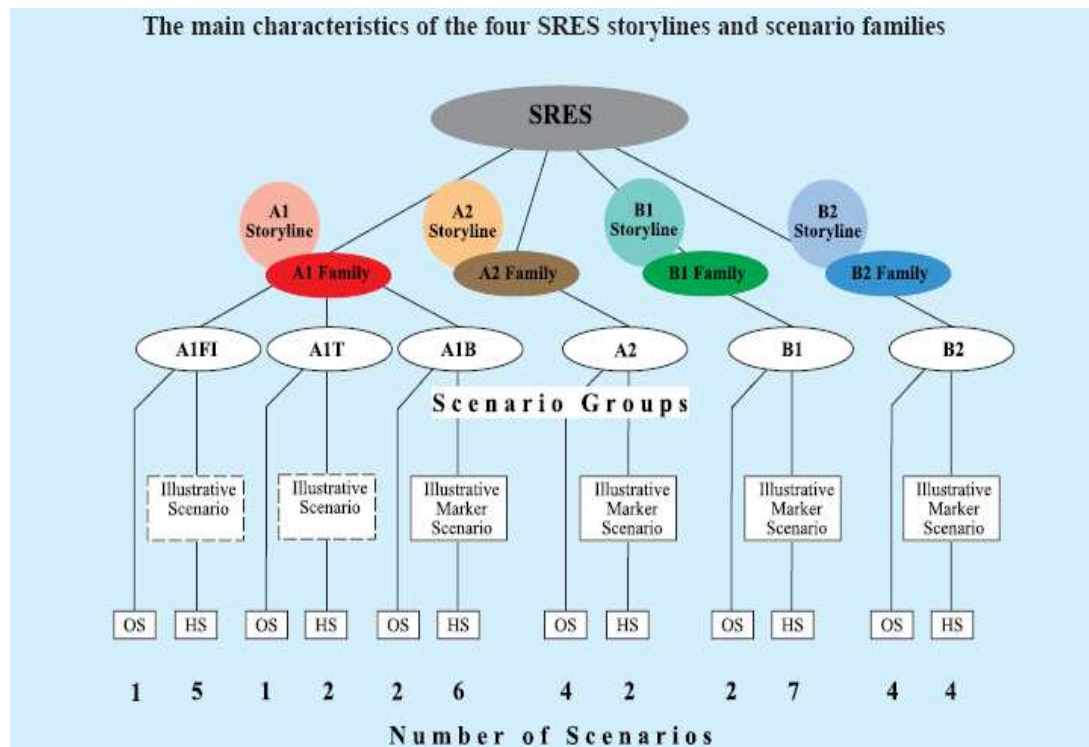 The main characteristics of the four SRES storylines and scenario families
SRES
A1
Storyline
A2
Storyline
B1
Storyline
B2
Storyline
A1 Family
A2 Family
B1 Family
B2 Family
A1FI
A1T
A1B
A2
B1
B2
Scenario Groups
Illustrative
Scenario
Illustrative
Scenario
Illustrative
Marker
Scenario
Illustrative
Marker
Scenario
Illustrative
Marker
Scenario
Illustrative
Marker
Scenario
OS HS OS HS OS HS OS HS OS HS OS HS
1 5 1 2 2 6 4 2 2 7 4 4
Number of Scenarios